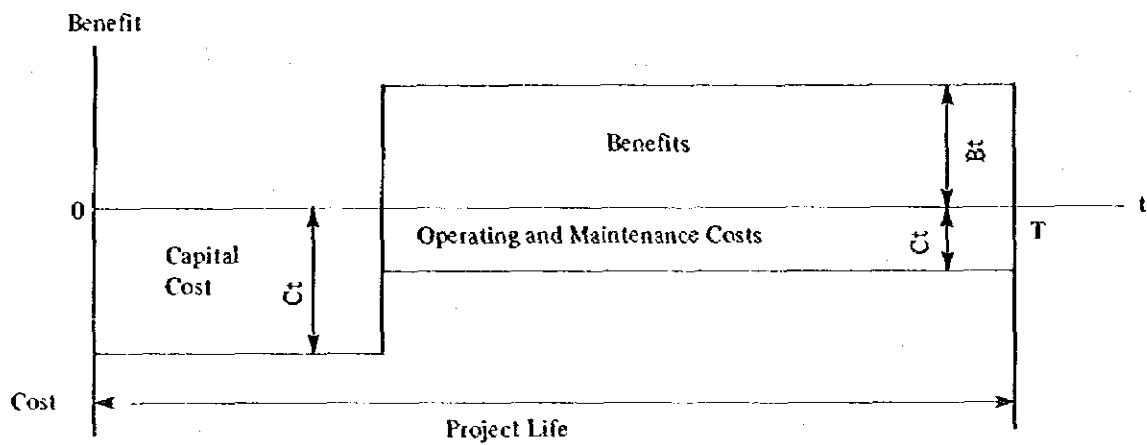 Benefit
Benefits
Bt
0
t
Operating and Maintenance Costs
Ct
T
Capital
Cost
Ct
Cost
Project Life